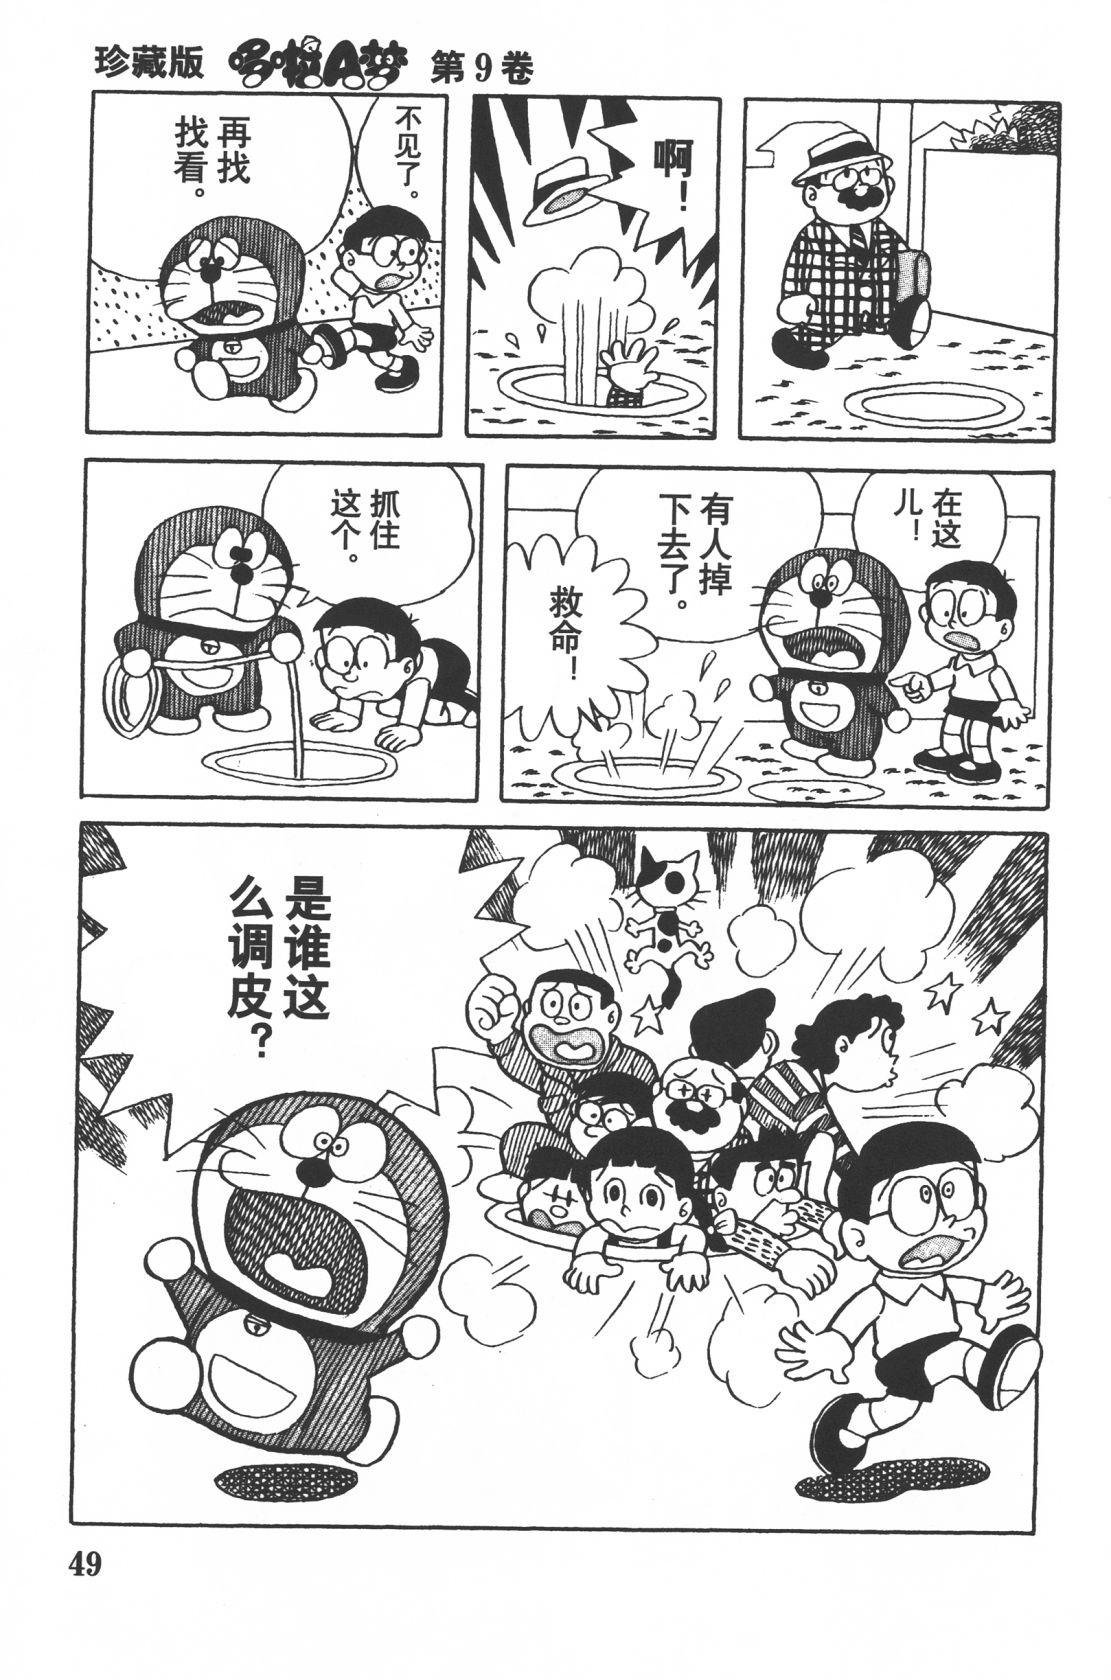 珍藏版 哆啦A梦 第9卷
啊！
不见了。
再找
找看。
在这
儿！
有人掉
下去了。
救命！
抓住
这个。
是谁这
么调皮？
49